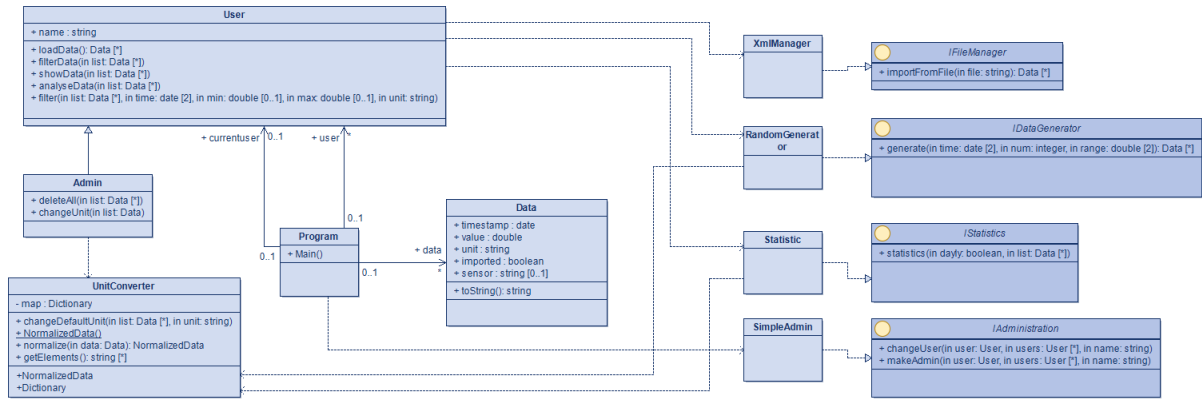 User
+ name : string
+ loadData(): Data [*]
+ filterData(in list: Data [*])
+ showData(in list: Data [*])
+ analyseData(in list: Data [*])
+ filter(in list: Data [*], in time: date [2], in min: double [0..1], in max: double [0..1], in unit: string)
+ currentuser
0..1
+ user
*
Admin
+ deleteAll(in list: Data [*])
+ changeUnit(in list: Data)
0..1
0..1
Program
+ Main()
0..1
+ data
*
Data
+ timestamp : date
+ value : double
+ unit : string
+ imported : boolean
+ sensor : string [0..1]
+ toString(): string
UnitConverter
- map : Dictionary
+ changeDefaultUnit(in list: Data [*], in unit: string)
+ NormalizedData()
+ normalize(in data: Data): NormalizedData
+ getElements(): string [*]
+NormalizedData
+Dictionary
XmlManager
IFileManager
+ importFromFile(in file: string): Data [*]
RandomGenerat
or
IDataGenerator
+ generate(in time: date [2], in num: integer, in range: double [2]): Data [*]
Statistic
IStatistics
+ statistics(in dayly: boolean, in list: Data [*])
SimpleAdmin
IAdministration
+ changeUser(in user: User, in users: User [*], in name: string)
+ makeAdmin(in user: User, in users: User [*], in name: string)